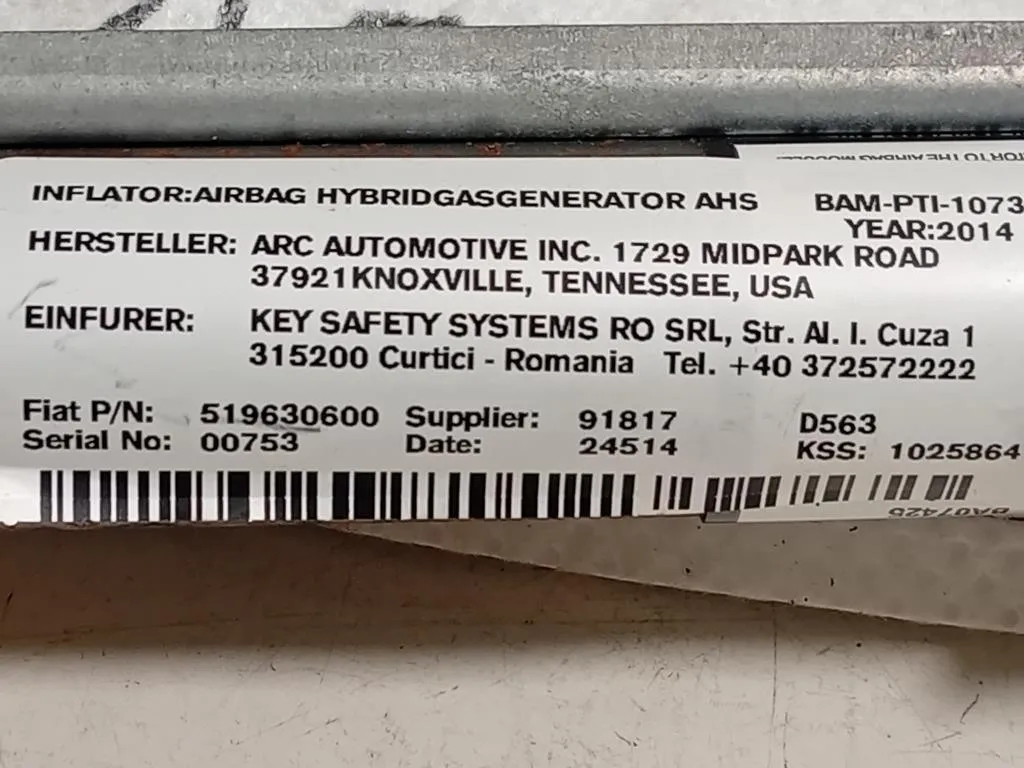 INFLATOR:AIRBAG HYBRIDGASGENERATOR AHS BAM-PTI-1073
YEAR:2014
HERSTELLER: ARC AUTOMOTIVE INC. 1729 MIDPARK ROAD
37921KNOXVILLE, TENNESSEE, USA
EINFURER: KEY SAFETY SYSTEMS RO SRL, Str. Al. I. Cuza 1
315200 Curtici - Romania Tel. +40 372572222
Fiat P/N: 519630600 Supplier: 91817 D563
Serial No: 00753 Date: 24514 KSS: 1025864